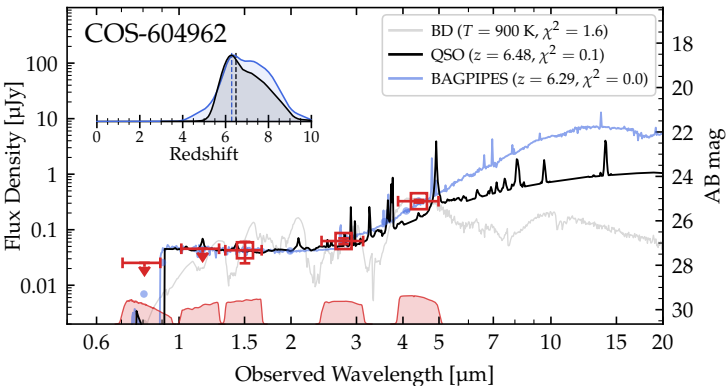 COS-604962
BD (T = 900 K, χ² = 1.6)
QSO (z = 6.48, χ² = 0.1)
BAGPIPES (z = 6.29, χ² = 0.0)
0 2 4 6 8 10
Redshift
100
10
1
0.1
0.01
Flux Density [μJy]
18
20
22
24
26
28
30
AB mag
0.6 1 2 3 4 5 10 15 20
Observed Wavelength [μm]